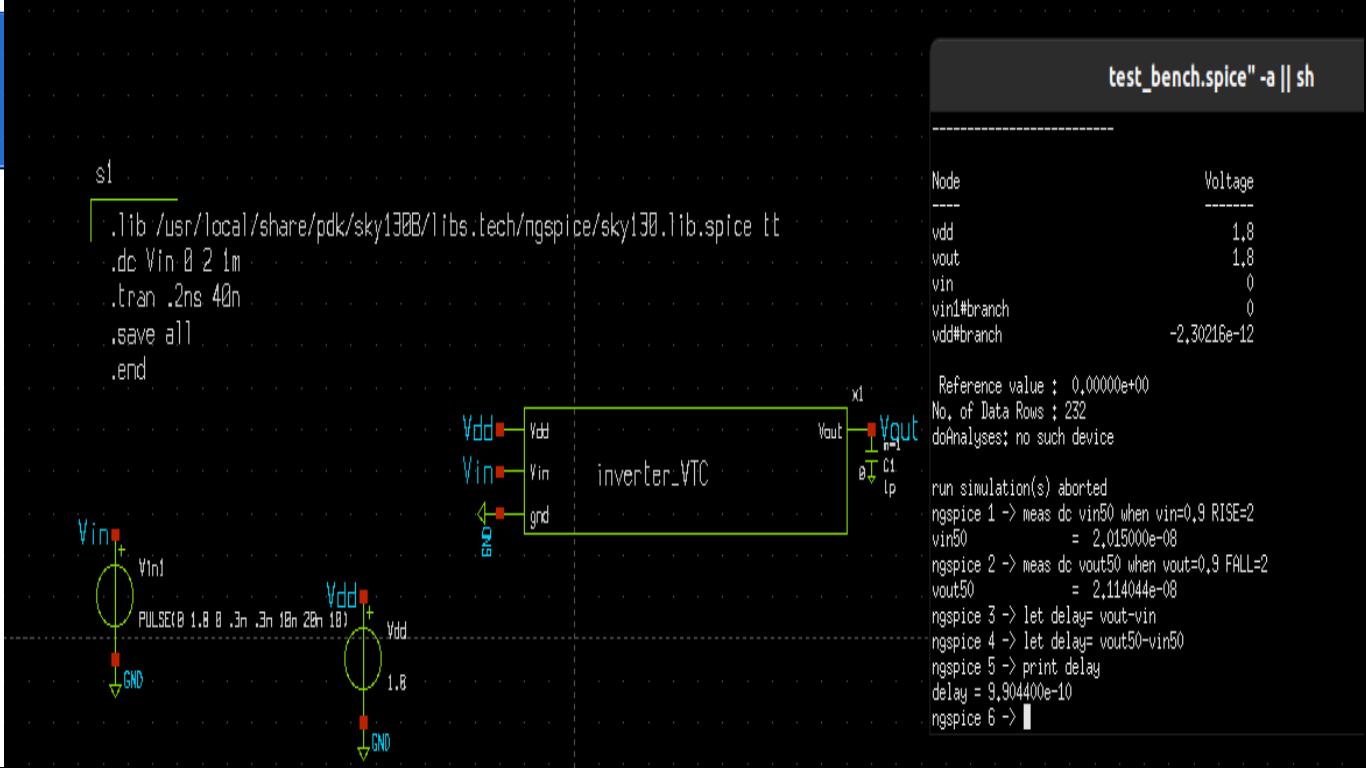 s1
.lib /usr/local/share/pdk/sky130B/libs.tech/ngspice/sky130.lib.spice tt
.dc Vin 0 2 1m
.tran .2ns 40n
.save all
.end
x1
Vdd
Vdd
Vout
Vout
m=1
Vin
Vin
inverter_VTC
0
C1
1p
gnd
GND
Vin
+
Vin1
PULSE(0 1.8 0 .3n .3n 10n 20n 10)
GND
Vdd
+
Vdd
1.8
GND
test_bench.spice" -a || sh
--------------------------
Node Voltage
---- -------
vdd 1.8
vout 1.8
vin 0
vin1#branch 0
vdd#branch -2.30216e-12
Reference value : 0.00000e+00
No. of Data Rows : 232
doAnalyses: no such device
run simulation(s) aborted
ngspice 1 -> meas dc vin50 when vin=0.9 RISE=2
vin50 = 2.015000e-08
ngspice 2 -> meas dc vout50 when vout=0.9 FALL=2
vout50 = 2.114044e-08
ngspice 3 -> let delay= vout-vin
ngspice 4 -> let delay= vout50-vin50
ngspice 5 -> print delay
delay = 9.904400e-10
ngspice 6 ->